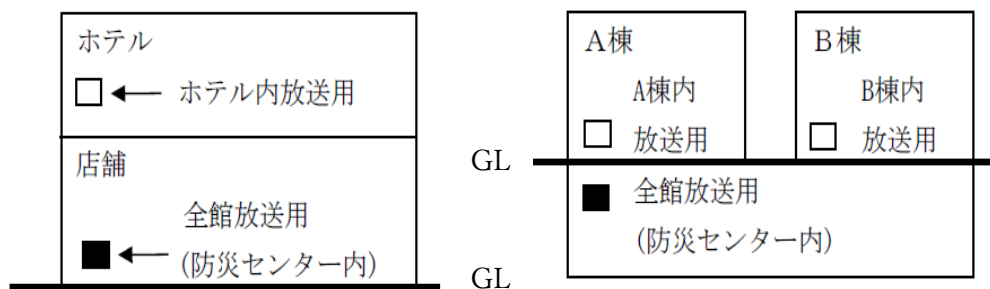 ホテル
ホテル内放送用
店舗
全館放送用
(防災センター内)
GL
A棟
A棟内
放送用
B棟
B棟内
放送用
GL
全館放送用
(防災センター内)